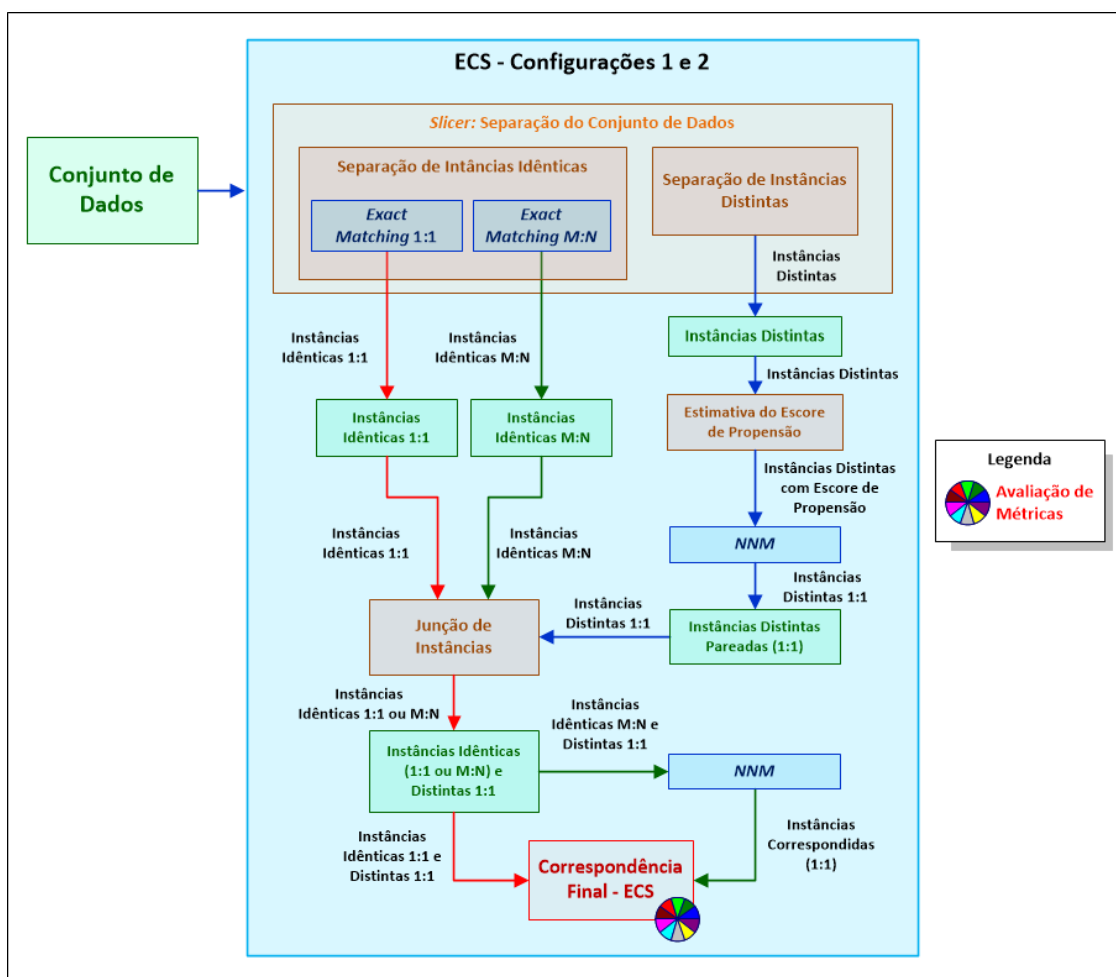 ECS - Configurações 1 e 2
Slicer: Separação do Conjunto de Dados
Conjunto de
Dados
Separação de Intâncias Idênticas
Separação de Instâncias
Distintas
Exact
Matching 1:1
Exact
Matching M:N
Instâncias
Distintas
Instâncias
Idênticas 1:1
Instâncias
Idênticas M:N
Instâncias Distintas
Instâncias Distintas
Instâncias
Idênticas 1:1
Instâncias
Idênticas M:N
Estimativa do Escore
de Propensão
Instâncias Distintas
com Escore de
Propensão
Legenda
Avaliação de
Métricas
Instâncias
Idênticas 1:1
Instâncias
Idênticas M:N
NNM
Instâncias
Distintas 1:1
Junção de
Instâncias
Instâncias
Distintas 1:1
Instâncias Distintas
Pareadas (1:1)
Instâncias
Idênticas 1:1 ou M:N
Instâncias
Idênticas M:N e
Distintas 1:1
Instâncias Idênticas
(1:1 ou M:N) e
Distintas 1:1
NNM
Instâncias
Idênticas 1:1 e
Distintas 1:1
Instâncias
Correspondidas
(1:1)
Correspondência
Final - ECS